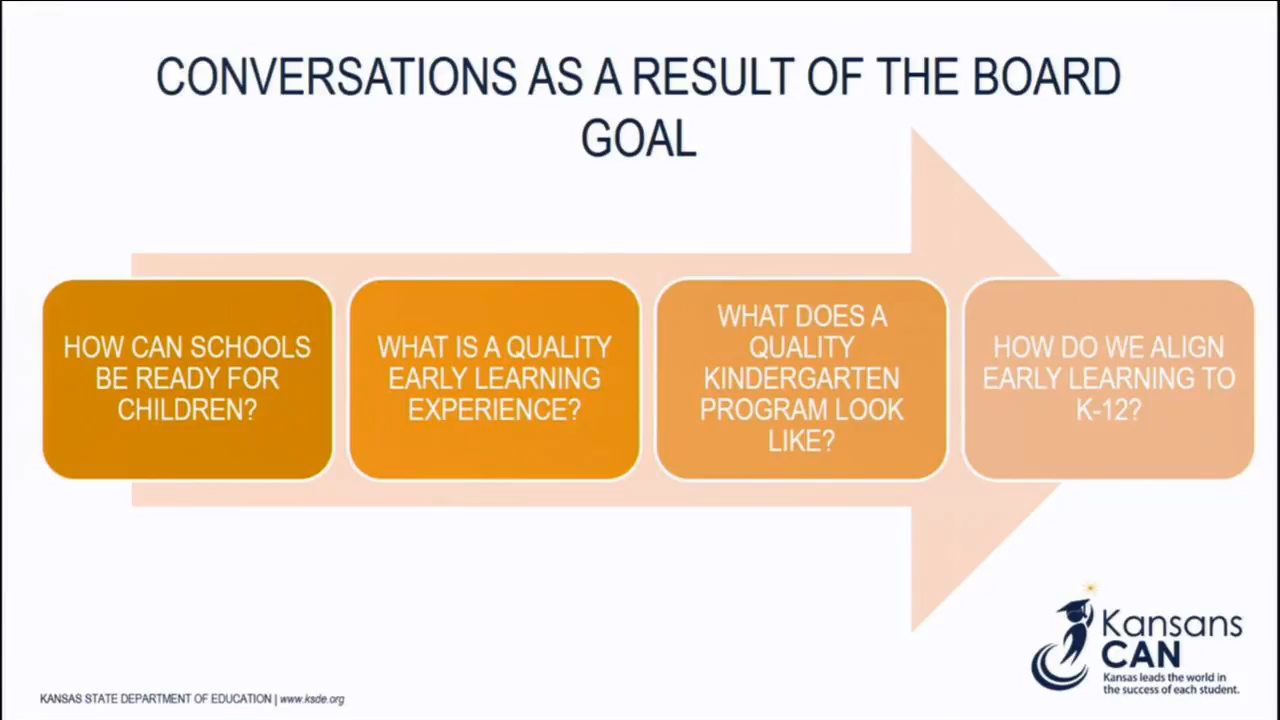 CONVERSATIONS AS A RESULT OF THE BOARD
GOAL
HOW CAN SCHOOLS
BE READY FOR
CHILDREN?
WHAT IS A QUALITY
EARLY LEARNING
EXPERIENCE?
WHAT DOES A
QUALITY
KINDERGARTEN
PROGRAM LOOK
LIKE?
HOW DO WE ALIGN
EARLY LEARNING TO
K-12?
Kansans
CAN
Kansas leads the world in
the success of each student.
KANSAS STATE DEPARTMENT OF EDUCATION | www.ksde.org